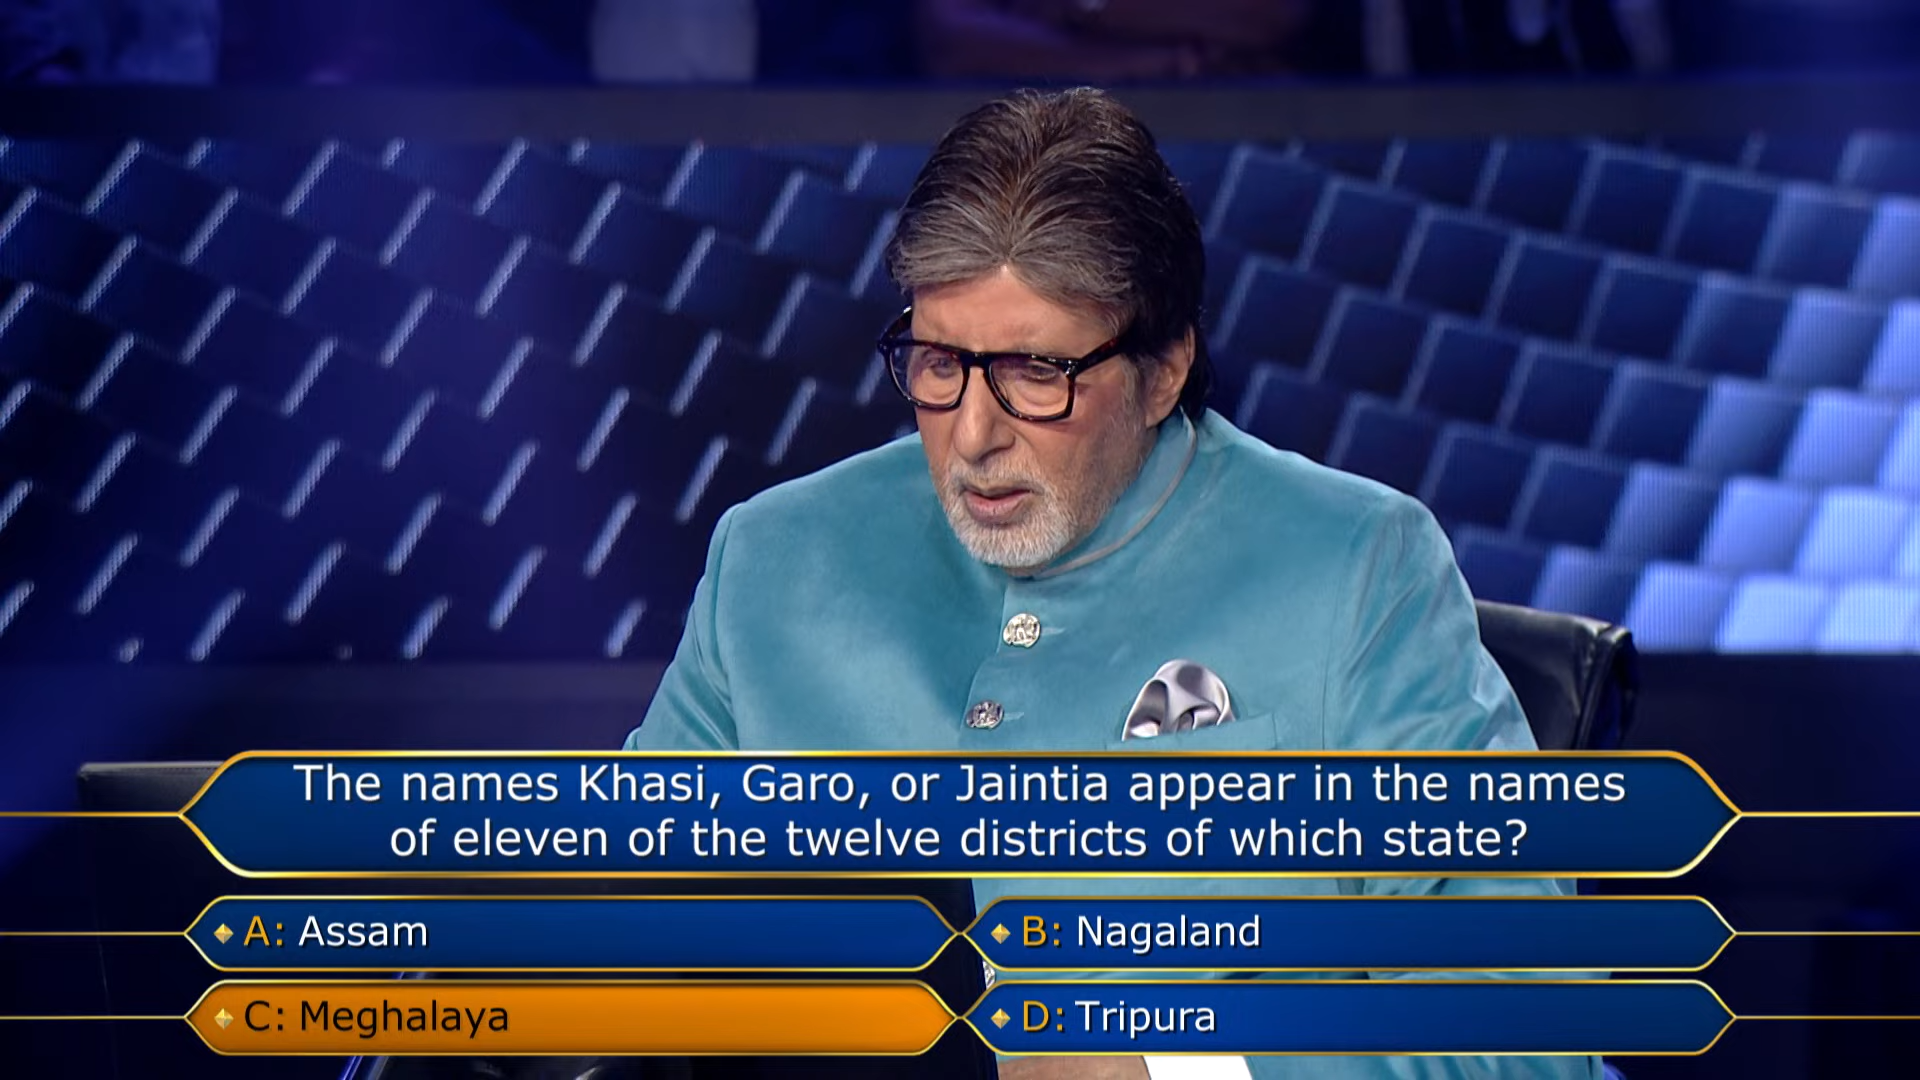 The names Khasi, Garo, or Jaintia appear in the names
of eleven of the twelve districts of which state?
A: Assam
B: Nagaland
C: Meghalaya
D: Tripura